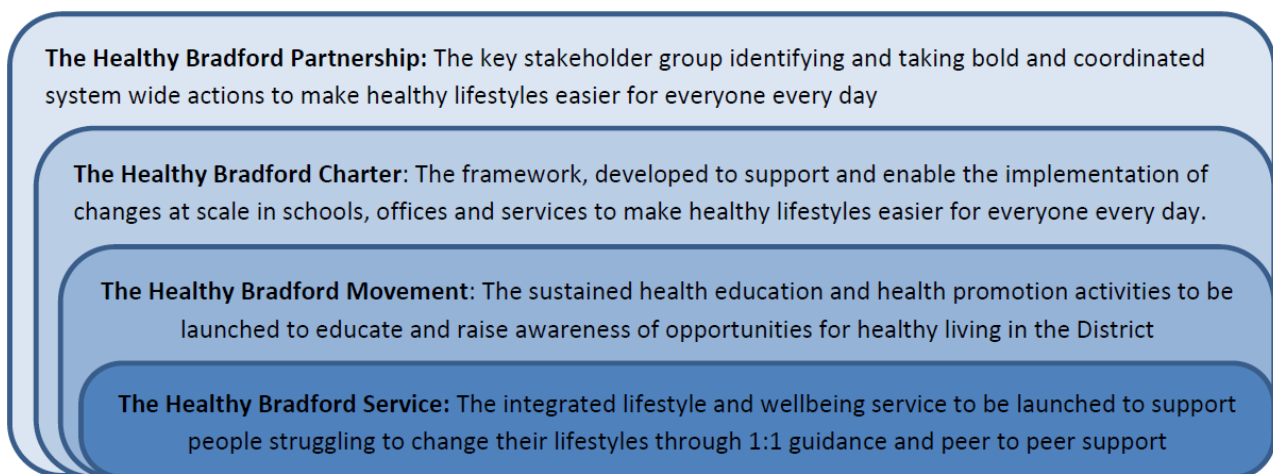 The Healthy Bradford Partnership: The key stakeholder group identifying and taking bold and coordinated
system wide actions to make healthy lifestyles easier for everyone every day
The Healthy Bradford Charter: The framework, developed to support and enable the implementation of
changes at scale in schools, offices and services to make healthy lifestyles easier for everyone every day.
The Healthy Bradford Movement: The sustained health education and health promotion activities to be
launched to educate and raise awareness of opportunities for healthy living in the District
The Healthy Bradford Service: The integrated lifestyle and wellbeing service to be launched to support
people struggling to change their lifestyles through 1:1 guidance and peer to peer support